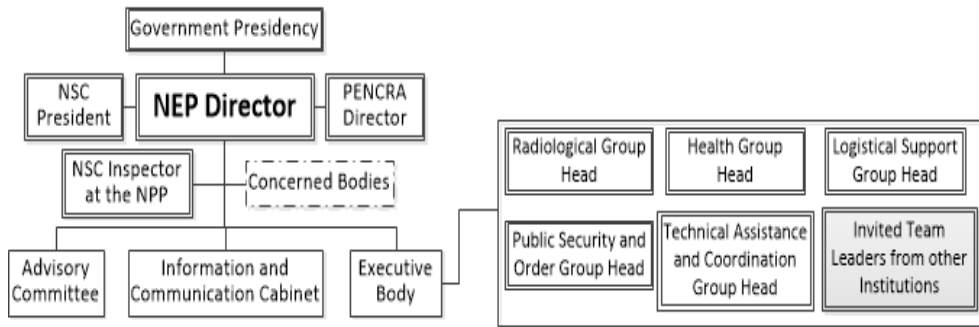 Government Presidency
NSC
President
NEP Director
PENCRA
Director
NSC Inspector
at the NPP
Concerned Bodies
Advisory
Committee
Information and
Communication Cabinet
Executive
Body
Radiological Group
Head
Health Group
Head
Logistical Support
Group Head
Public Security and
Order Group Head
Technical Assistance
and Coordination
Group Head
Invited Team
Leaders from other
Institutions